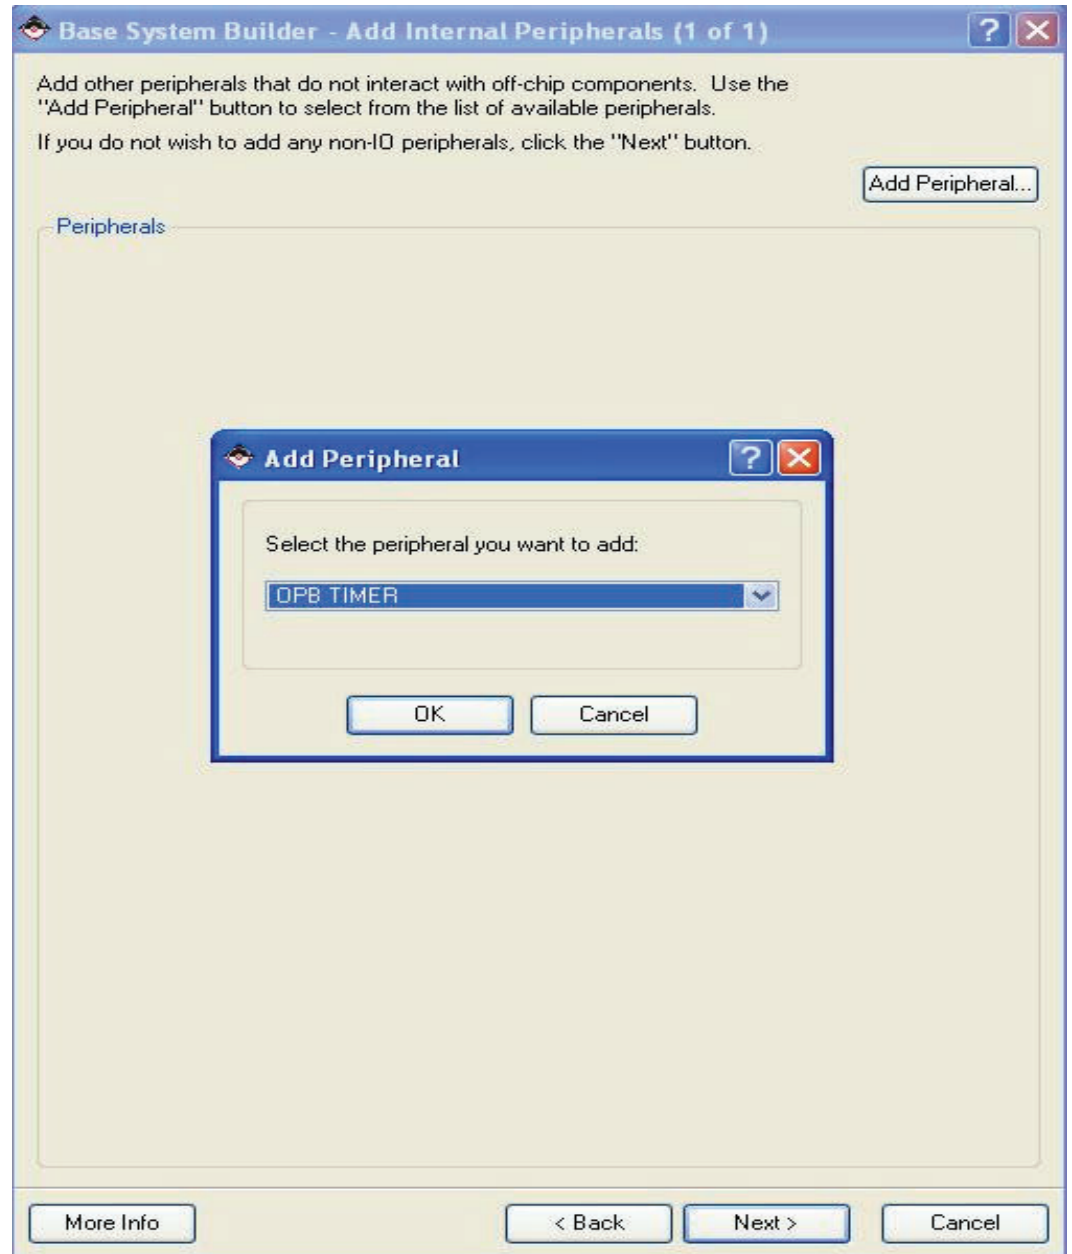 Base System Builder - Add Internal Peripherals (1 of 1)
Add other peripherals that do not interact with off-chip components. Use the
"Add Peripheral" button to select from the list of available peripherals.
If you do not wish to add any non-IO peripherals, click the "Next" button.
Add Peripheral...
Peripherals
Add Peripheral
Select the peripheral you want to add:
OPB TIMER
OK
Cancel
More Info
< Back
Next >
Cancel